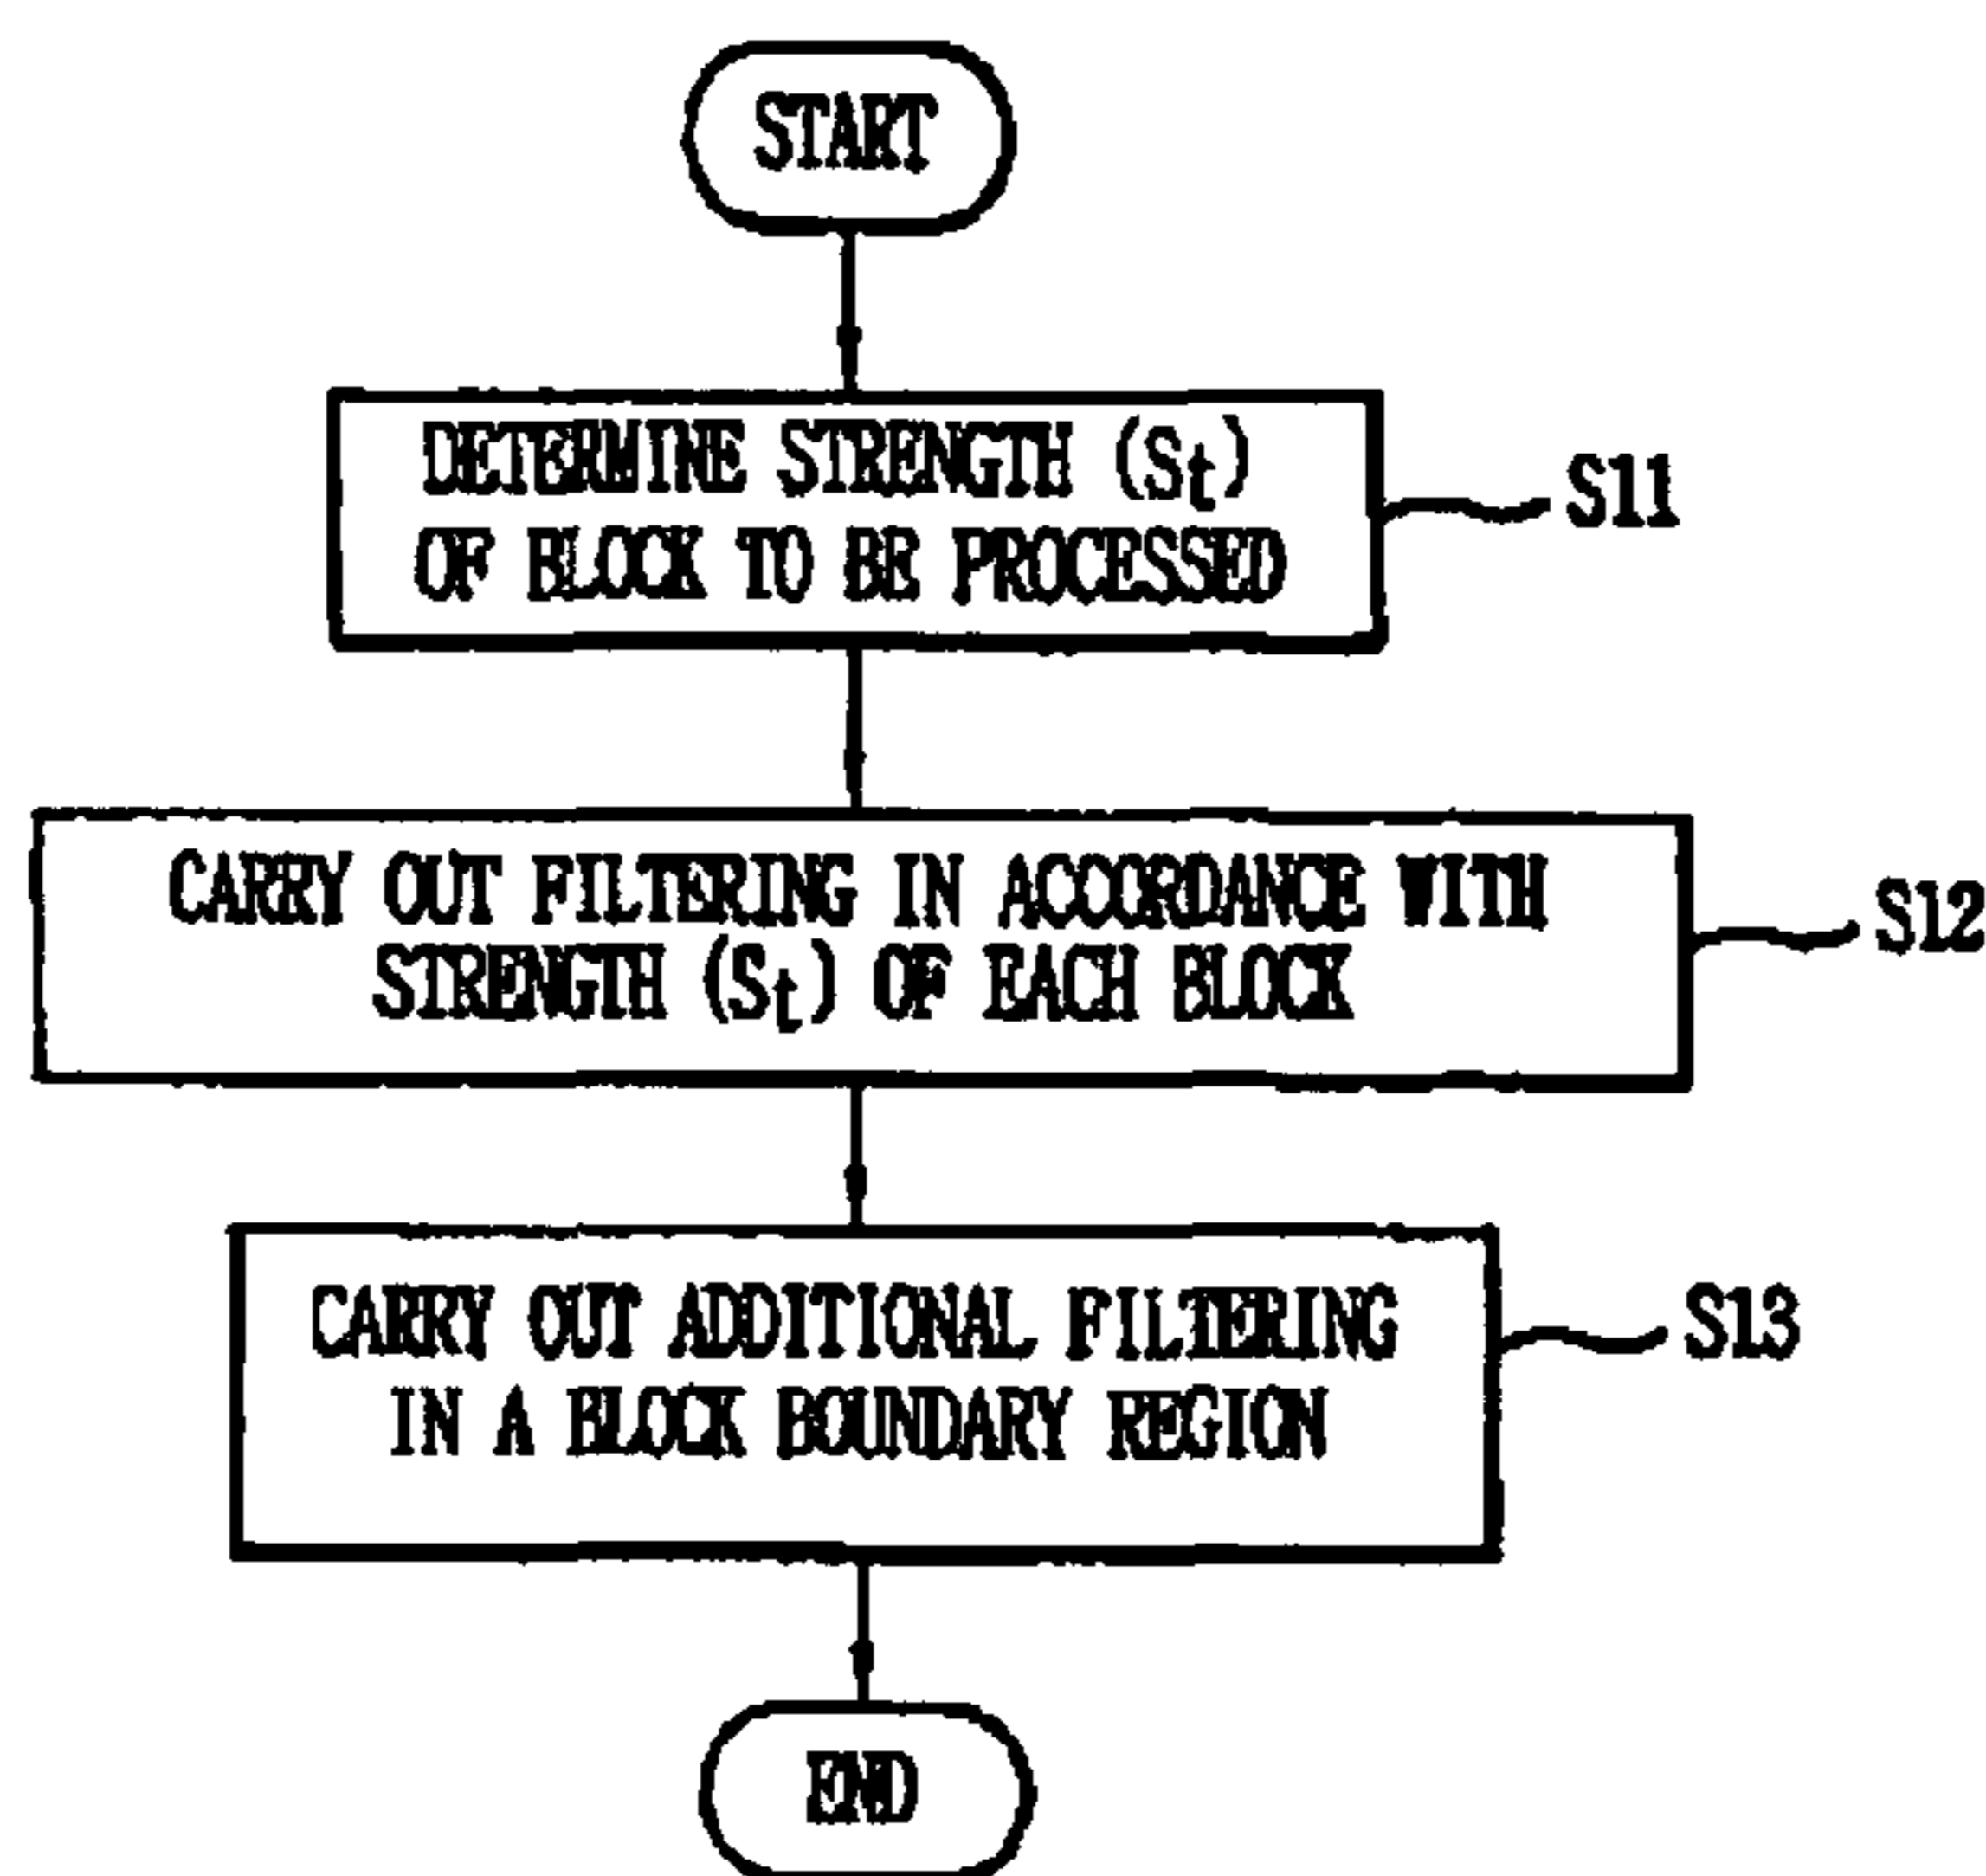 START
DETERMINE STRENGTH (St)
OF BLOCK TO BE PROCESSED
S11
CARRY OUT FILTERING IN ACCORDANCE WITH
STRENGTH (St) OF EACH BLOCK
S12
CARRY OUT ADDITIONAL FILTERING
IN A BLOCK BOUNDARY REGION
S13
END